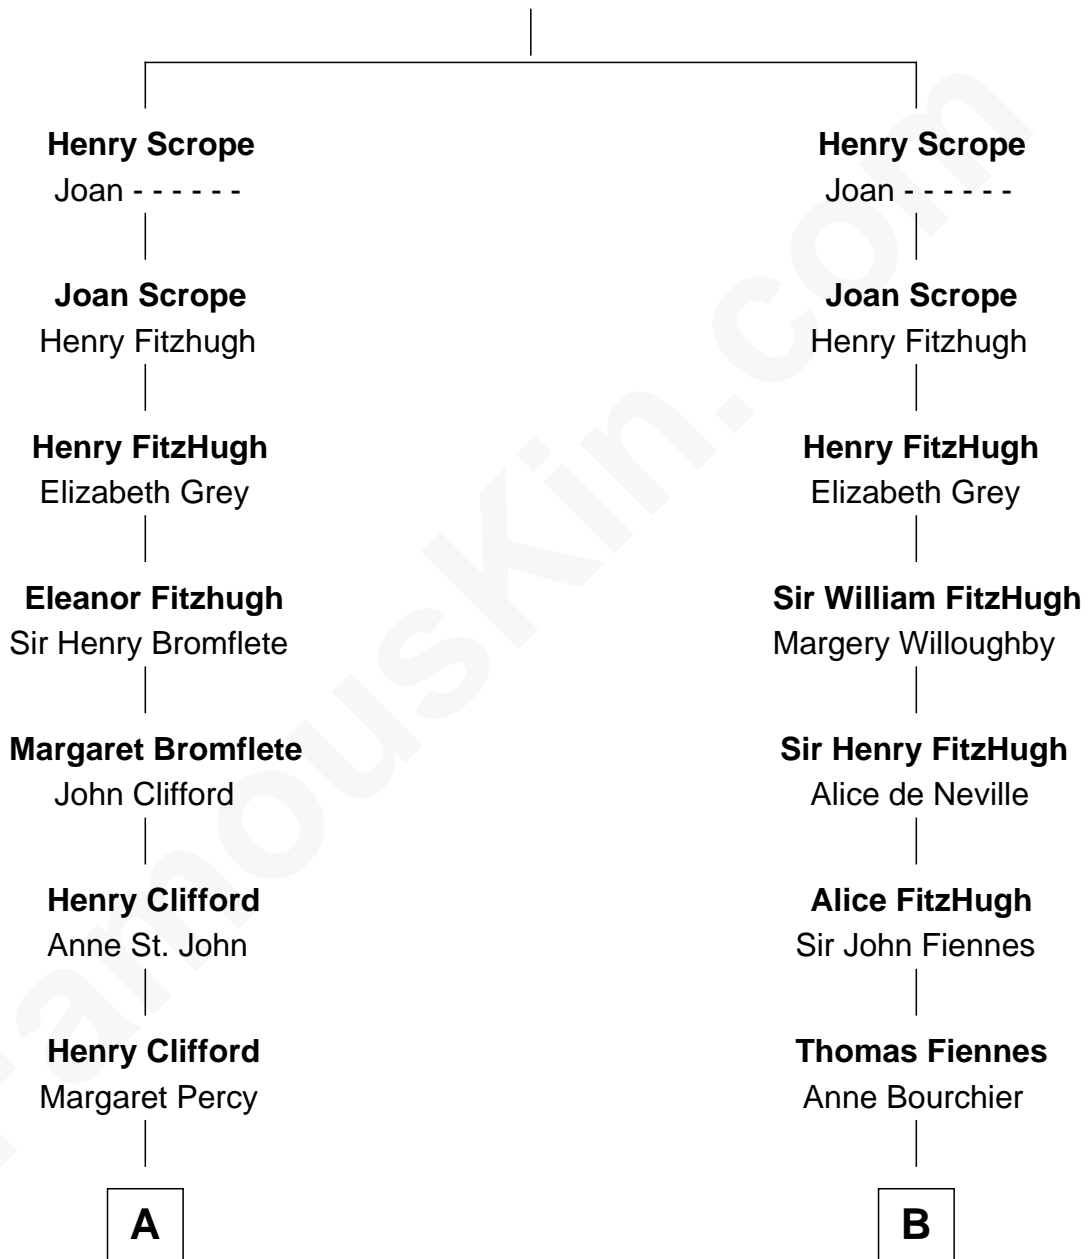 Henry Scrope
Joan - - - - - -
Joan Scrope
Henry Fitzhugh
Henry FitzHugh
Elizabeth Grey
Eleanor Fitzhugh
Sir Henry Bromflete
Margaret Bromflete
John Clifford
Henry Clifford
Anne St. John
Henry Clifford
Margaret Percy
A
Henry Scrope
Joan - - - - - -
Joan Scrope
Henry Fitzhugh
Henry FitzHugh
Elizabeth Grey
Sir William FitzHugh
Margery Willoughby
Sir Henry FitzHugh
Alice de Neville
Alice FitzHugh
Sir John Fiennes
Thomas Fiennes
Anne Bourchier
B
FamousKin.com